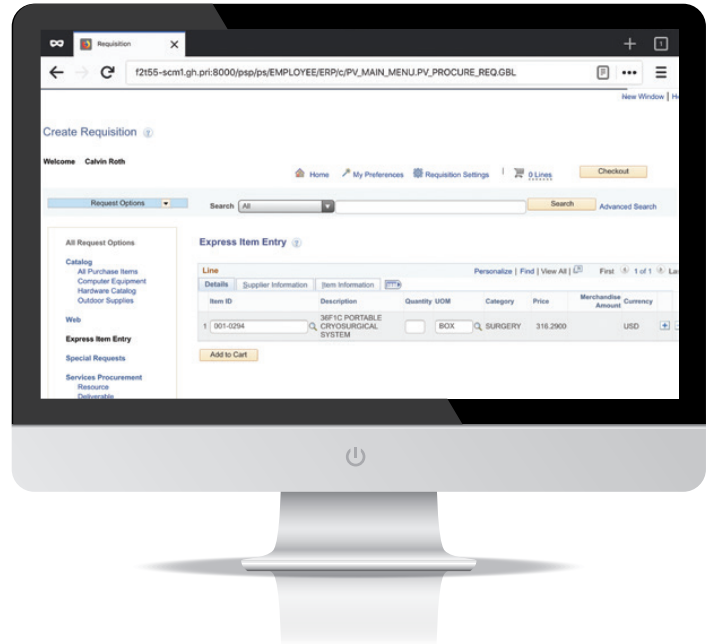 Requisition
1
f2t55-scm1.gh.pri:8000/psp/ps/EMPLOYEE/ERP/c/PV_MAIN_MENU.PV_PROCURE_REQ.GBL
New Window | He
Create Requisition ?
Welcome Calvin Roth
Home My Preferences Requisition Settings | 0 Lines Checkout
Request Options Search All Search Advanced Search
All Request Options
Catalog
All Purchase Items
Computer Equipment
Hardware Catalog
Outdoor Supplies
Web
Express Item Entry
Special Requests
Services Procurement
Resource
Deliverable
Express Item Entry ?
Line Personalize | Find | View All | First 1 of 1 La
Details Supplier Information Item Information
Item ID Description Quantity UOM Category Price Merchandise Amount Currency
1 001-0294 36F1C PORTABLE CRYOSURGICAL SYSTEM BOX SURGERY 316.2900 USD
Add to Cart